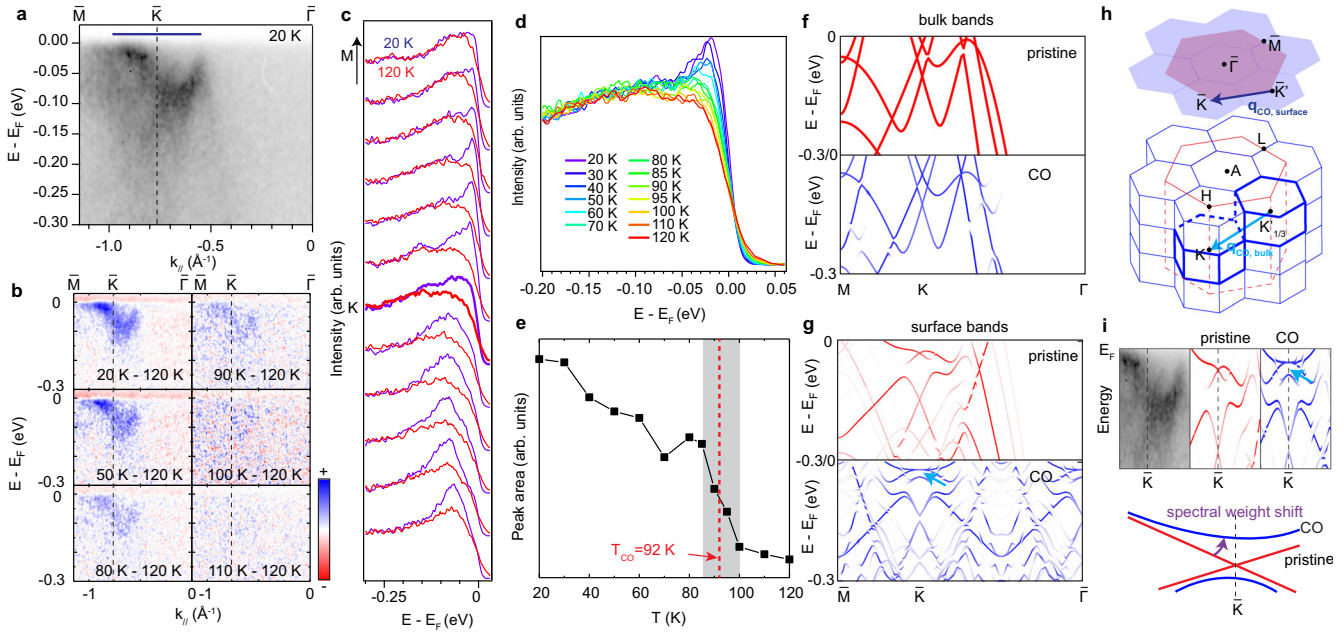 a
M̄
K̄
Γ̄
20 K
0.00
-0.05
-0.10
-0.15
-0.20
-0.25
-0.30
E - E_F (eV)
-1.0
-0.5
0
k_// (Å⁻¹)
b
M̄ K̄ Γ̄ M̄ K̄ Γ̄
0
20 K - 120 K
90 K - 120 K
-0.3
0
50 K - 120 K
100 K - 120 K
-0.3
0
80 K - 120 K
110 K - 120 K
-0.3
E - E_F (eV)
-1 0 -1 0
k_// (Å⁻¹)
+
-
c
M
20 K
120 K
K
Intensity (arb. units)
-0.25 0.00
E - E_F (eV)
d
Intensity (arb. units)
20 K
30 K
40 K
50 K
60 K
70 K
80 K
85 K
90 K
95 K
100 K
110 K
120 K
-0.20 -0.15 -0.10 -0.05 0.00 0.05
E - E_F (eV)
e
Peak area (arb. units)
T_CO=92 K
20 40 60 80 100 120
T (K)
f
bulk bands
0
pristine
E - E_F (eV)
-0.3/0
CO
E - E_F (eV)
-0.3
M K Γ
g
surface bands
0
pristine
E - E_F (eV)
-0.3/0
CO
E - E_F (eV)
-0.3
M̄ K̄ Γ̄
h
M̄
Γ̄
K̄
K̄'
q_CO, surface
L
A
H
K'_1/3
K
q_CO, bulk
i
pristine CO
E_F
Energy
K̄ K̄ K̄
spectral weight shift
CO
pristine
K̄